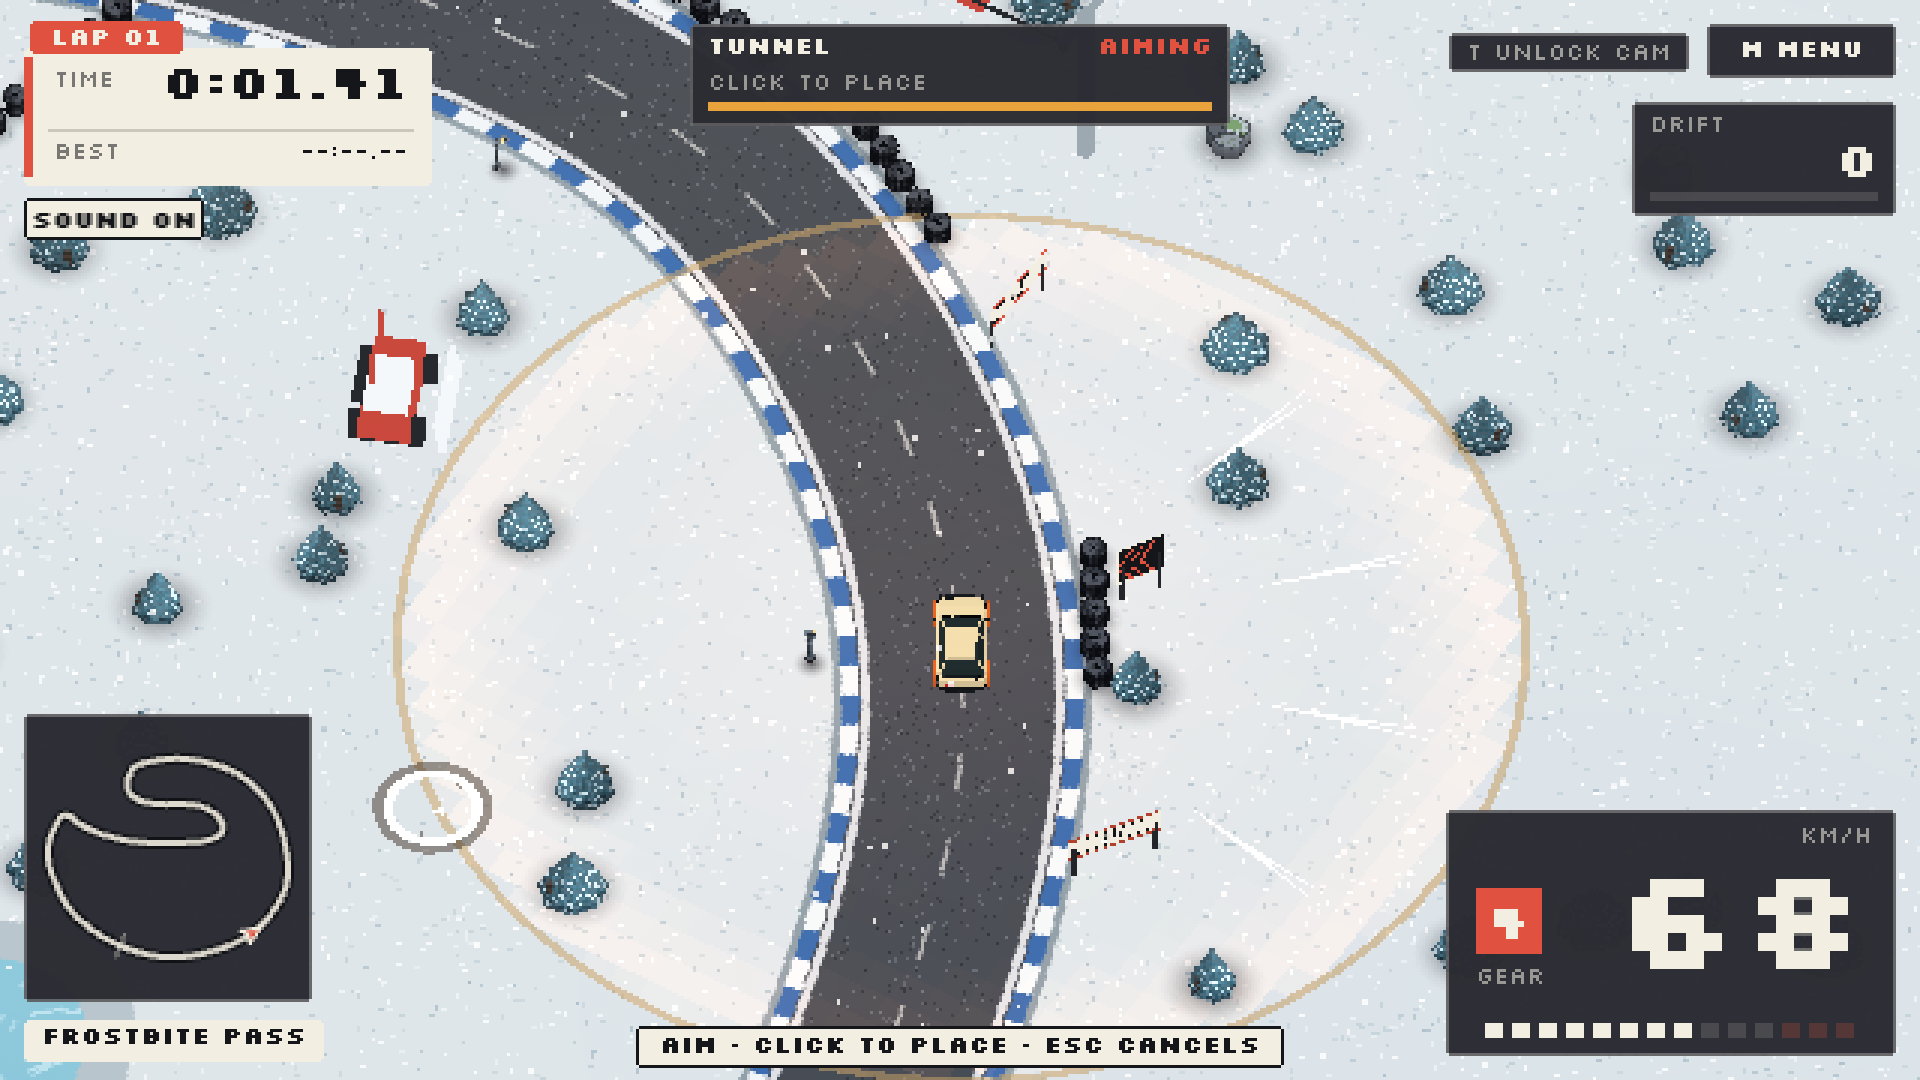 LAP 01
TIME 0:01.41
BEST --:--.--
SOUND ON
TUNNEL AIMING
CLICK TO PLACE
T UNLOCK CAM
M MENU
DRIFT
0
KM/H
4 68
GEAR
FROSTBITE PASS
AIM - CLICK TO PLACE - ESC CANCELS